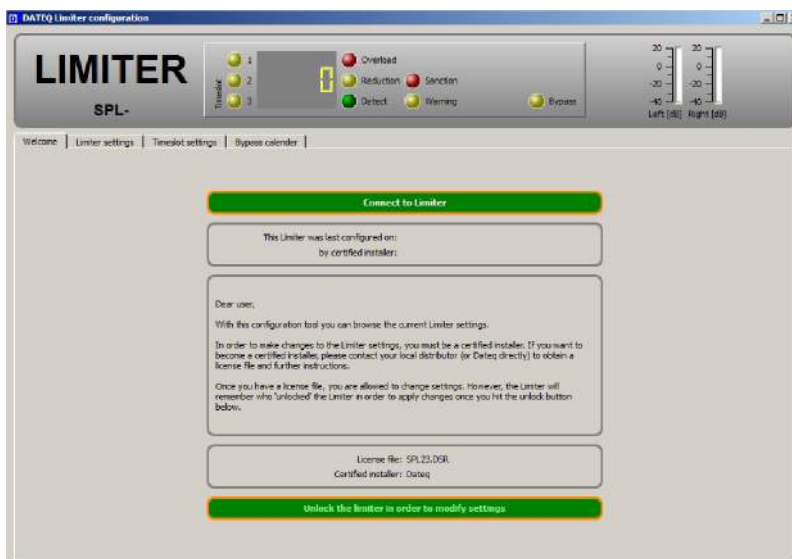 DATEQ Limiter configuration
LIMITER
SPL-
Timeslot
1
2
3
0
Overload
Reduction
Sanction
Detect
Warning
Bypass
20
0
-20
-40
Left [dB]
20
0
-20
-40
Right [dB]
Welcome
Limiter settings
Timeslot settings
Bypass calender
Connect to Limiter
This Limiter was last configured on:
by certified installer:
Dear user,
With this configuration tool you can browse the current Limiter settings.
In order to make changes to the Limiter settings, you must be a certified installer. If you want to
become a certified installer, please contact your local distributor (or Dateq directly) to obtain a
license file and further instructions.
Once you have a license file, you are allowed to change settings. However, the Limiter will
remember who 'unlocked' the Limiter in order to apply changes once you hit the unlock button
below.
License file: SPL23.DSR
Certified installer: Dateq
Unlock the limiter in order to modify settings